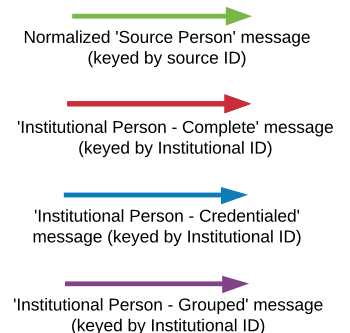 Normalized 'Source Person' message
(keyed by source ID)
'Institutional Person - Complete' message
(keyed by Institutional ID)
'Institutional Person - Credentialed'
message (keyed by Institutional ID)
'Institutional Person - Grouped' message
(keyed by Institutional ID)